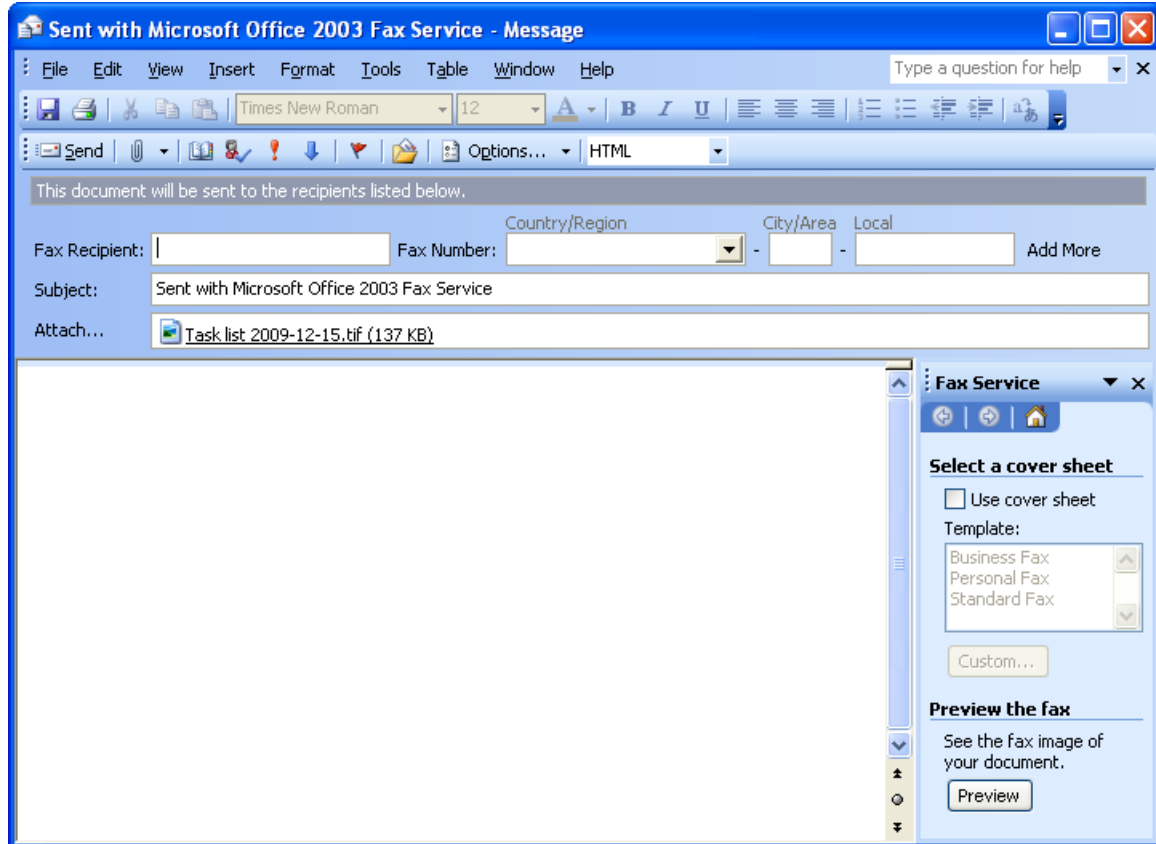 Sent with Microsoft Office 2003 Fax Service - Message
File Edit View Insert Format Tools Table Window Help Type a question for help
Times New Roman 12 A B I U
Send Options... HTML
This document will be sent to the recipients listed below.
Country/Region City/Area Local
Fax Recipient: Fax Number: - - Add More
Subject: Sent with Microsoft Office 2003 Fax Service
Attach... Task list 2009-12-15.tif (137 KB)
Fax Service
Select a cover sheet
Use cover sheet
Template:
Business Fax
Personal Fax
Standard Fax
Custom...
Preview the fax
See the fax image of
your document.
Preview